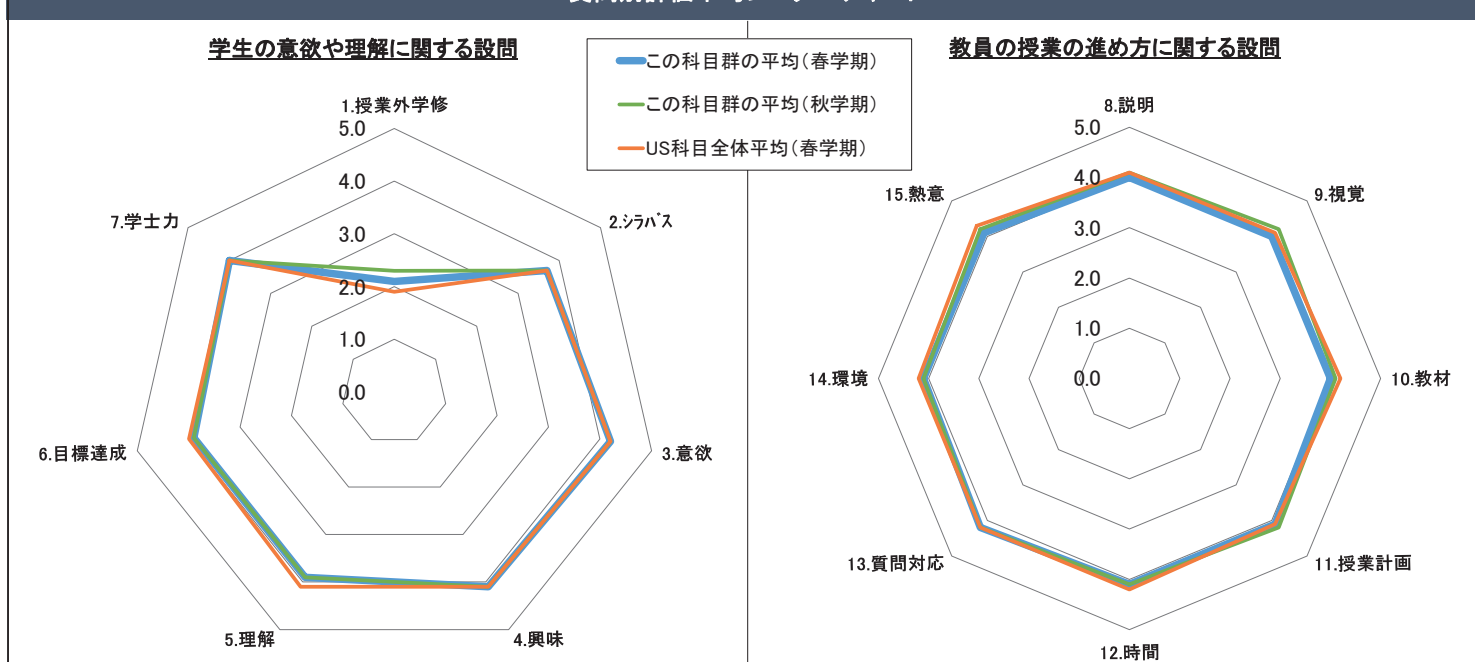 学生の意欲や理解に関する設問
この科目群の平均(春学期)
この科目群の平均(秋学期)
US科目全体平均(春学期)
教員の授業の進め方に関する設問
1.授業外学修
2.ｼﾗﾊﾞｽ
3.意欲
4.興味
5.理解
6.目標達成
7.学士力
5.0
4.0
3.0
2.0
1.0
0.0
8.説明
9.視覚
10.教材
11.授業計画
12.時間
13.質問対応
14.環境
15.熱意
5.0
4.0
3.0
2.0
1.0
0.0